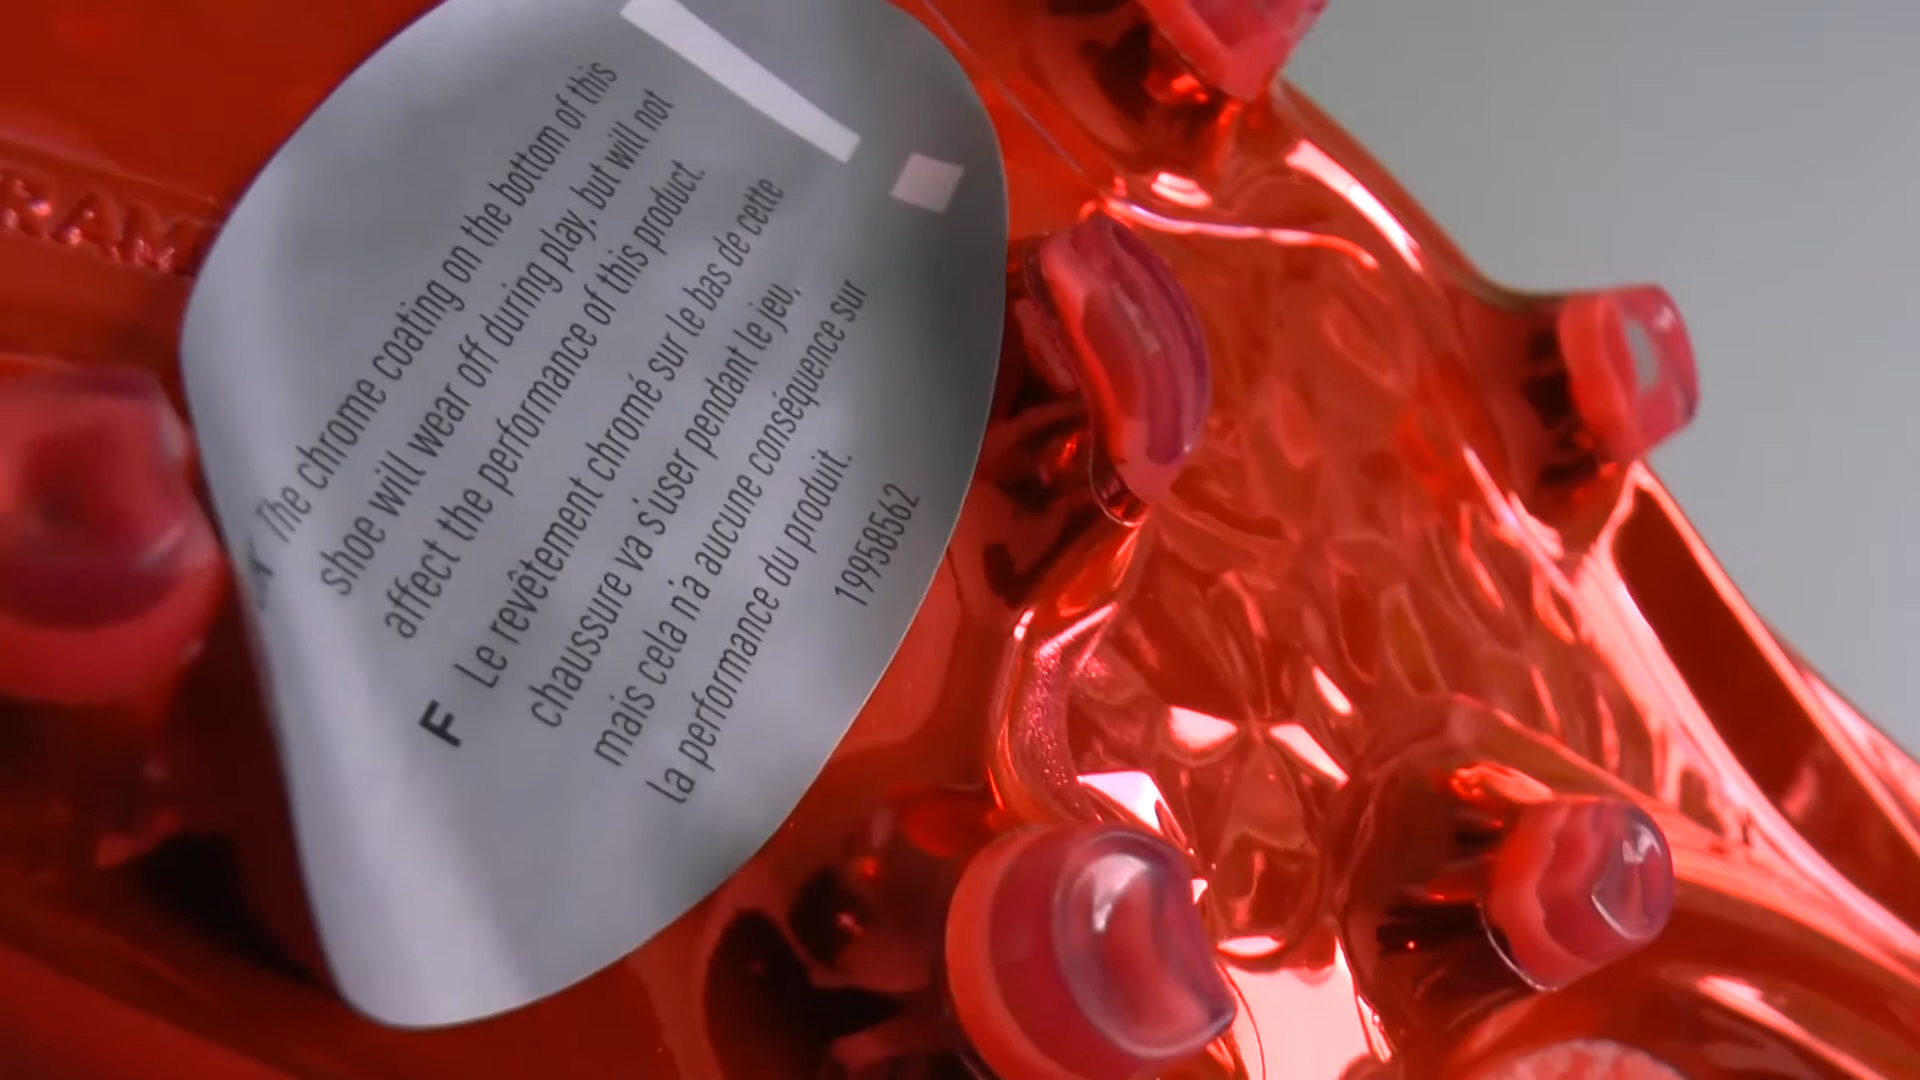 The chrome coating on the bottom of this
shoe will wear off during play, but will not
affect the performance of this product.
F Le revêtement chromé sur le bas de cette
chaussure va s'user pendant le jeu,
mais cela n'a aucune conséquence sur
la performance du produit.
19958562